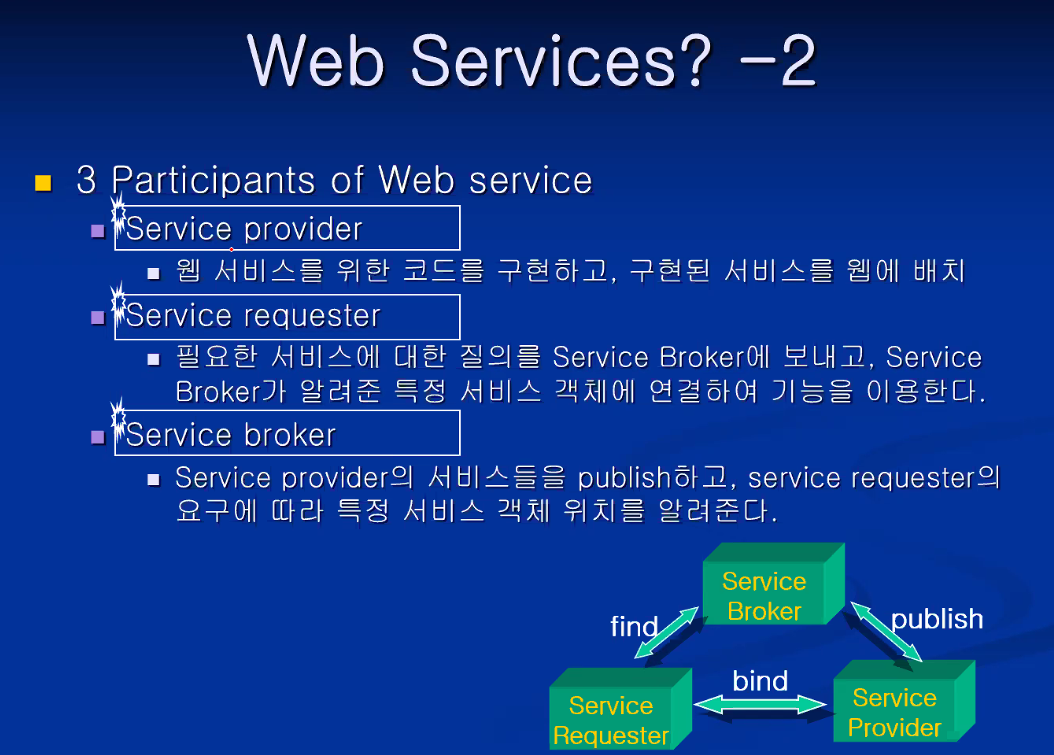 Web Services? -2
3 Participants of Web service
Service provider
웹 서비스를 위한 코드를 구현하고, 구현된 서비스를 웹에 배치
Service requester
필요한 서비스에 대한 질의를 Service Broker에 보내고, Service
Broker가 알려준 특정 서비스 객체에 연결하여 기능을 이용한다.
Service broker
Service provider의 서비스들을 publish하고, service requester의
요구에 따라 특정 서비스 객체 위치를 알려준다.
Service
Broker
find
publish
bind
Service
Requester
Service
Provider